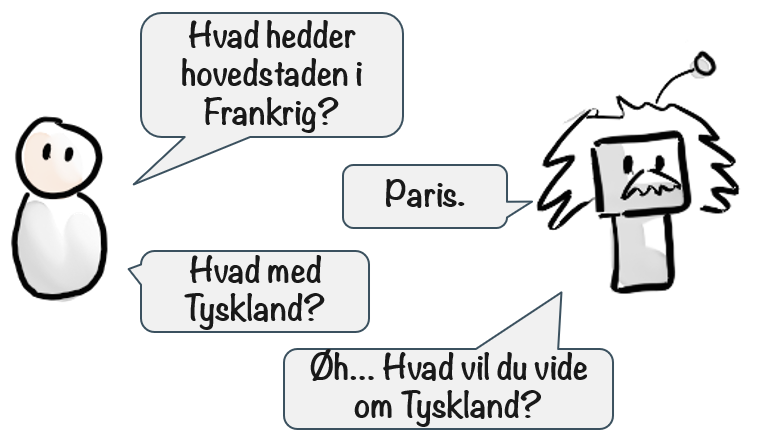 Hvad hedder
hovedstaden i
Frankrig?
Paris.
Hvad med
Tyskland?
Øh... Hvad vil du vide
om Tyskland?